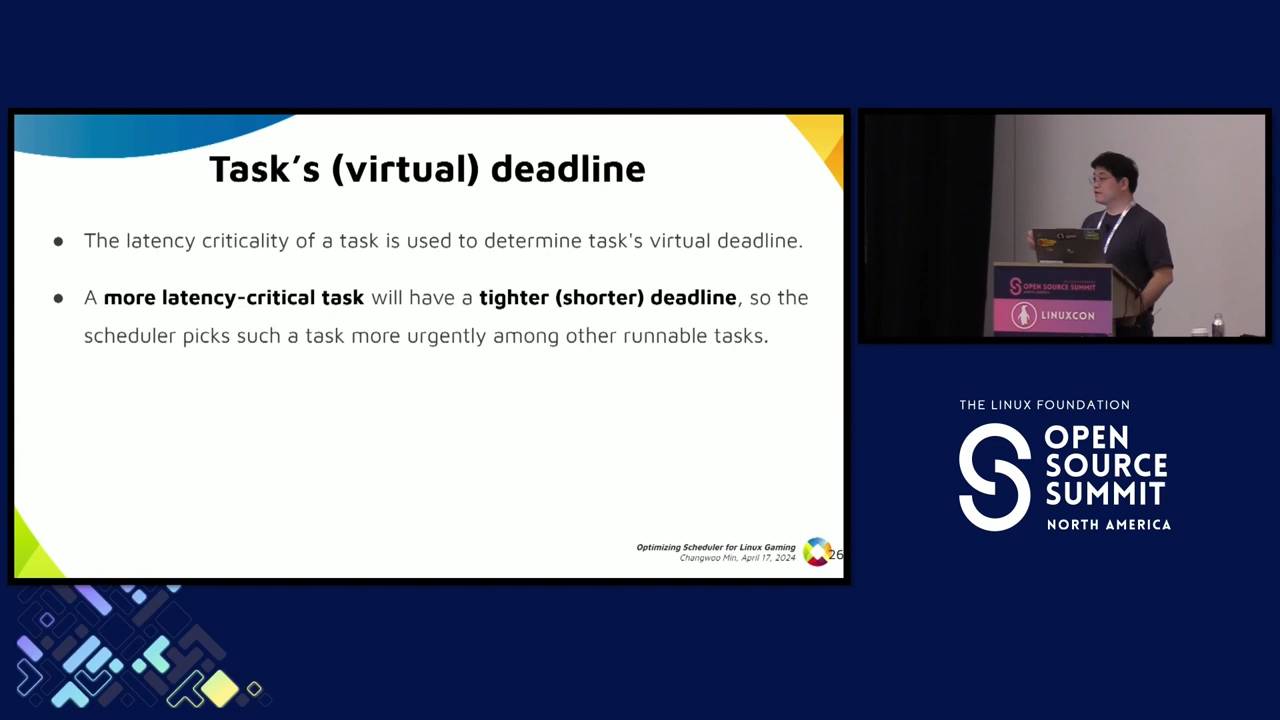 Task's (virtual) deadline
● The latency criticality of a task is used to determine task's virtual deadline.
● A more latency-critical task will have a tighter (shorter) deadline, so the
scheduler picks such a task more urgently among other runnable tasks.
Optimizing Scheduler for Linux Gaming
Changwoo Min, April 17, 2024
26
OPEN SOURCE SUMMIT
LINUXCON
THE LINUX FOUNDATION
OPEN
SOURCE
SUMMIT
NORTH AMERICA